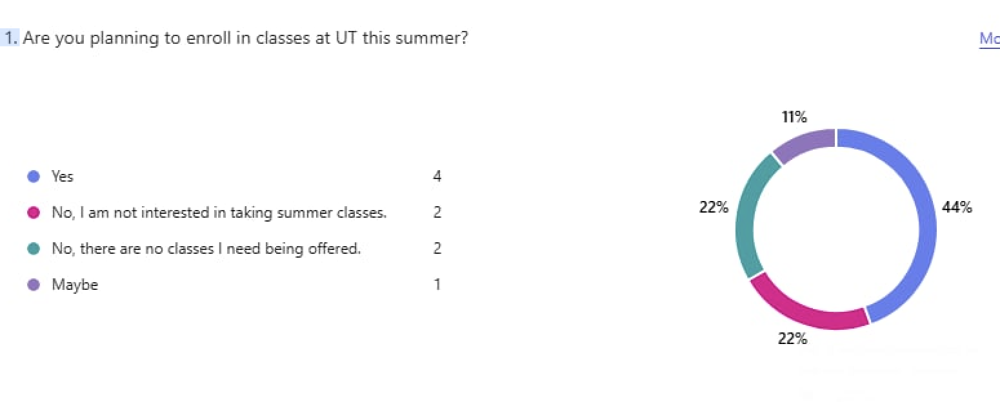 1. Are you planning to enroll in classes at UT this summer?
Yes 4
No, I am not interested in taking summer classes. 2
No, there are no classes I need being offered. 2
Maybe 1
11%
22%
44%
22%